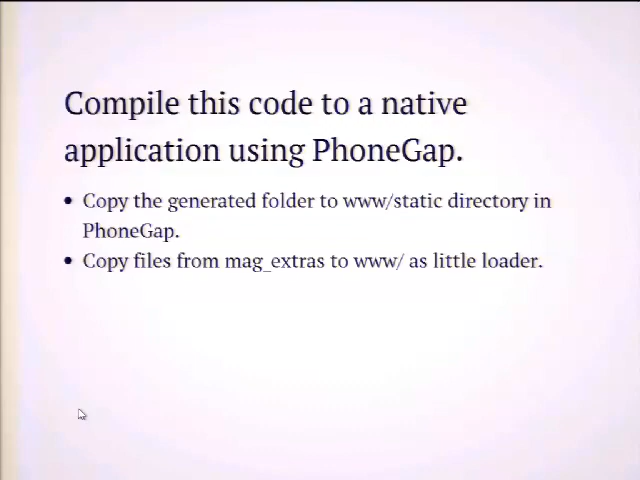 Compile this code to a native
application using PhoneGap.
• Copy the generated folder to www/static directory in
PhoneGap.
• Copy files from mag_extras to www/ as little loader.